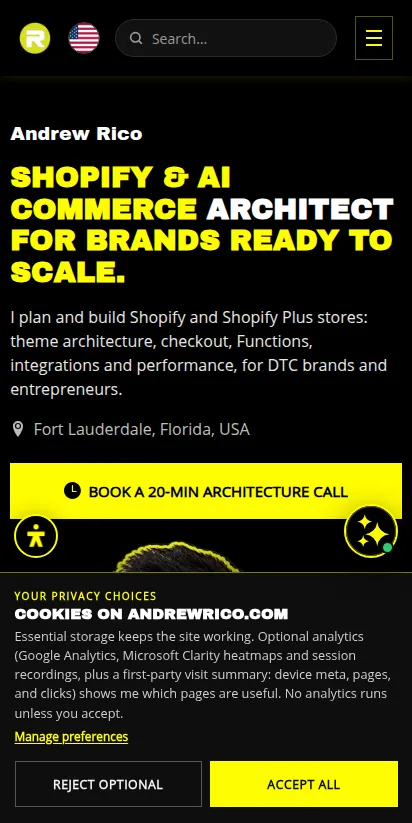 R
Search...
Andrew Rico
SHOPIFY & AI
COMMERCE ARCHITECT
FOR BRANDS READY TO
SCALE.
I plan and build Shopify and Shopify Plus stores:
theme architecture, checkout, Functions,
integrations and performance, for DTC brands and
entrepreneurs.
Fort Lauderdale, Florida, USA
BOOK A 20-MIN ARCHITECTURE CALL
YOUR PRIVACY CHOICES
COOKIES ON ANDREWRICO.COM
Essential storage keeps the site working. Optional analytics
(Google Analytics, Microsoft Clarity heatmaps and session
recordings, plus a first-party visit summary: device meta, pages,
and clicks) shows me which pages are useful. No analytics runs
unless you accept.
Manage preferences
REJECT OPTIONAL
ACCEPT ALL